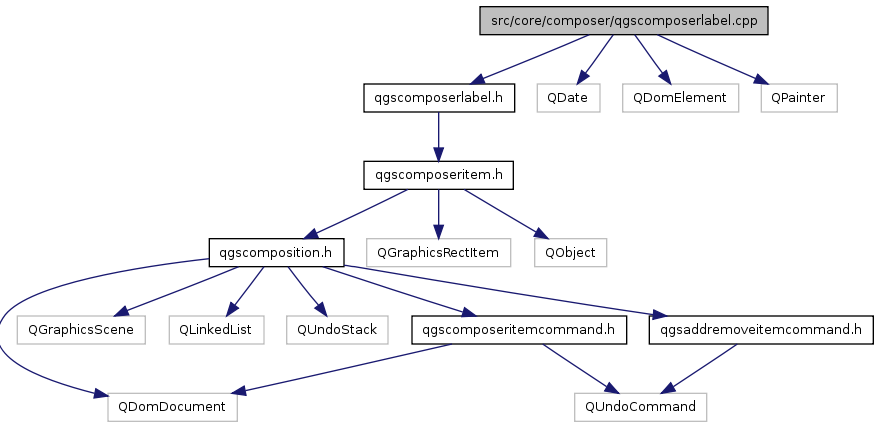 src/core/composer/qgscomposerlabel.cpp
qgscomposerlabel.h
QDate
QDomElement
QPainter
qgscomposeritem.h
qgscomposition.h
QGraphicsRectItem
QObject
QGraphicsScene
QLinkedList
QUndoStack
qgscomposeritemcommand.h
qgsaddremoveitemcommand.h
QDomDocument
QUndoCommand